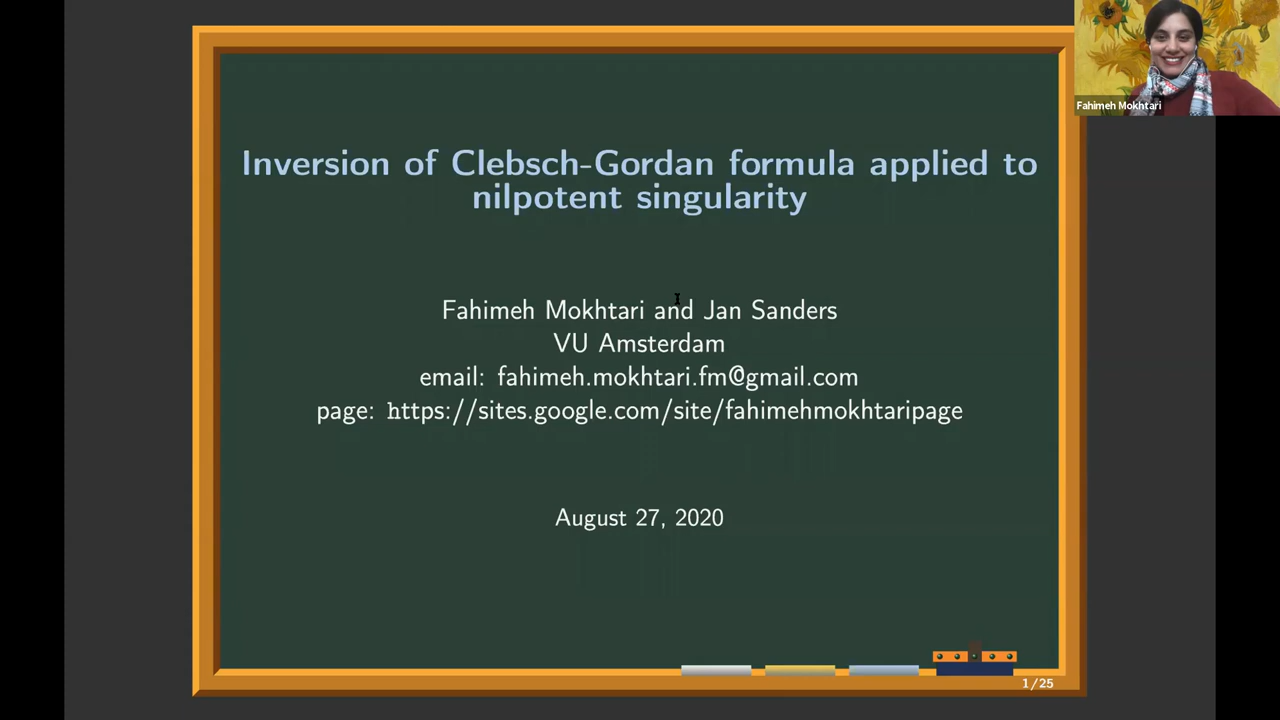 Fahimeh Mokhtari
Inversion of Clebsch-Gordan formula applied to
nilpotent singularity
Fahimeh Mokhtari and Jan Sanders
VU Amsterdam
email: fahimeh.mokhtari.fm@gmail.com
page: https://sites.google.com/site/fahimehmokhtaripage
August 27, 2020
1/25